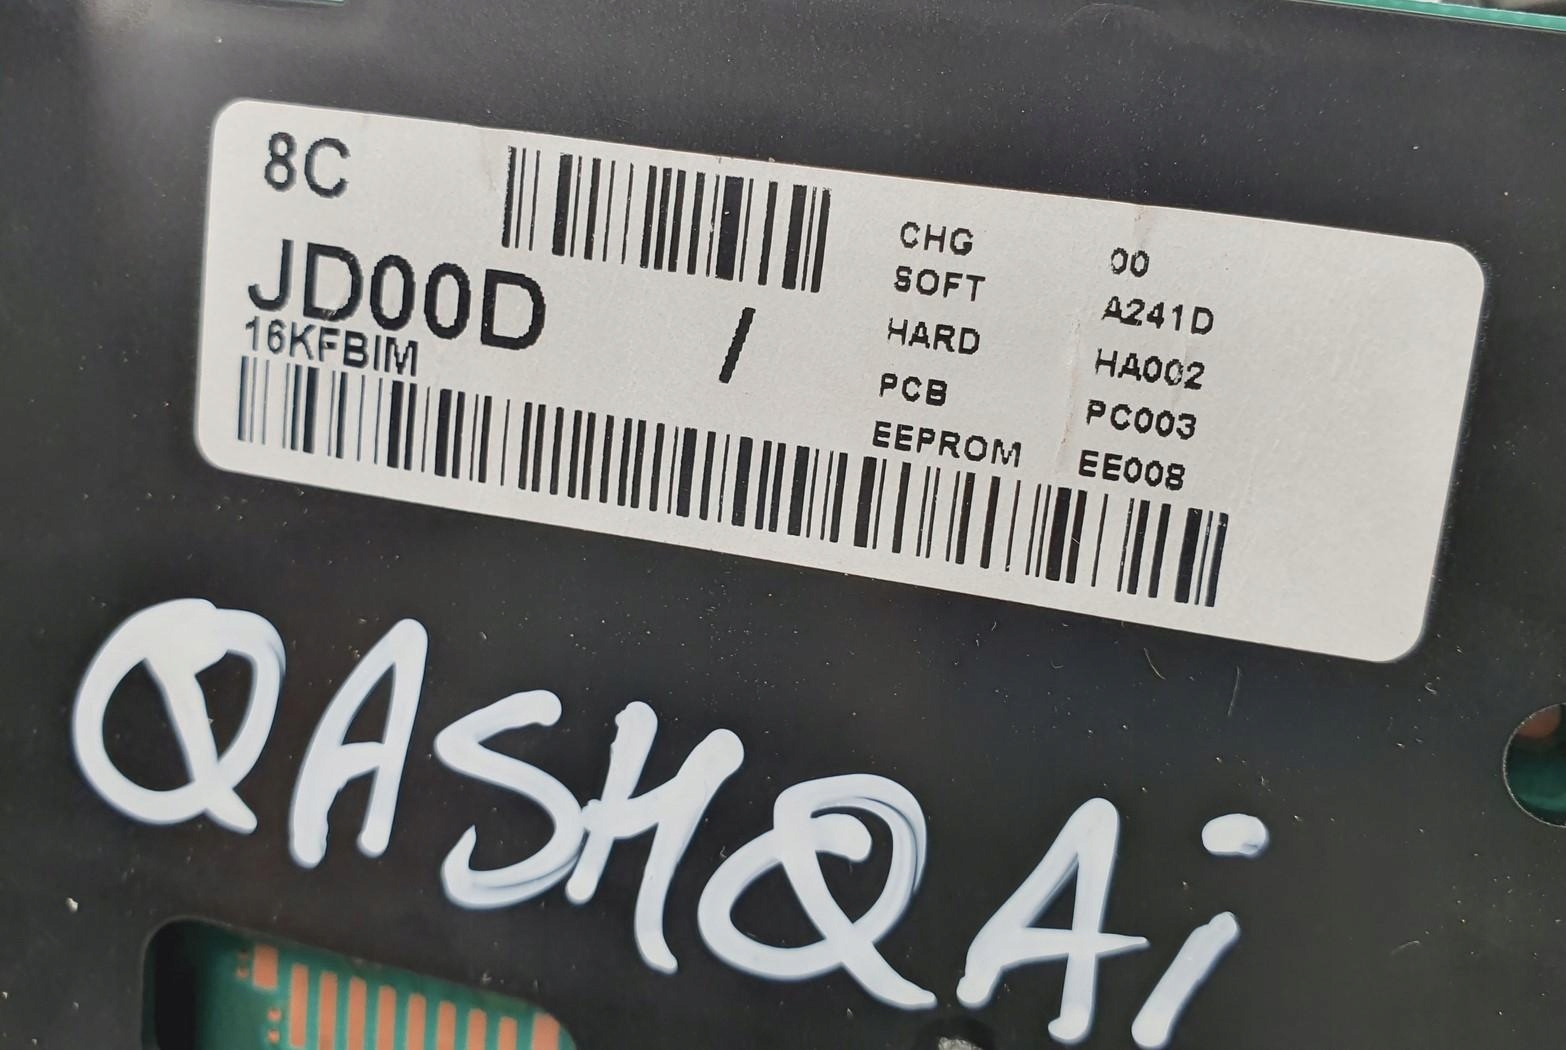 8C
JD00D /
16KFBIM
CHG 00
SOFT A241D
HARD HA002
PCB PC003
EEPROM EE008
QASHQAi